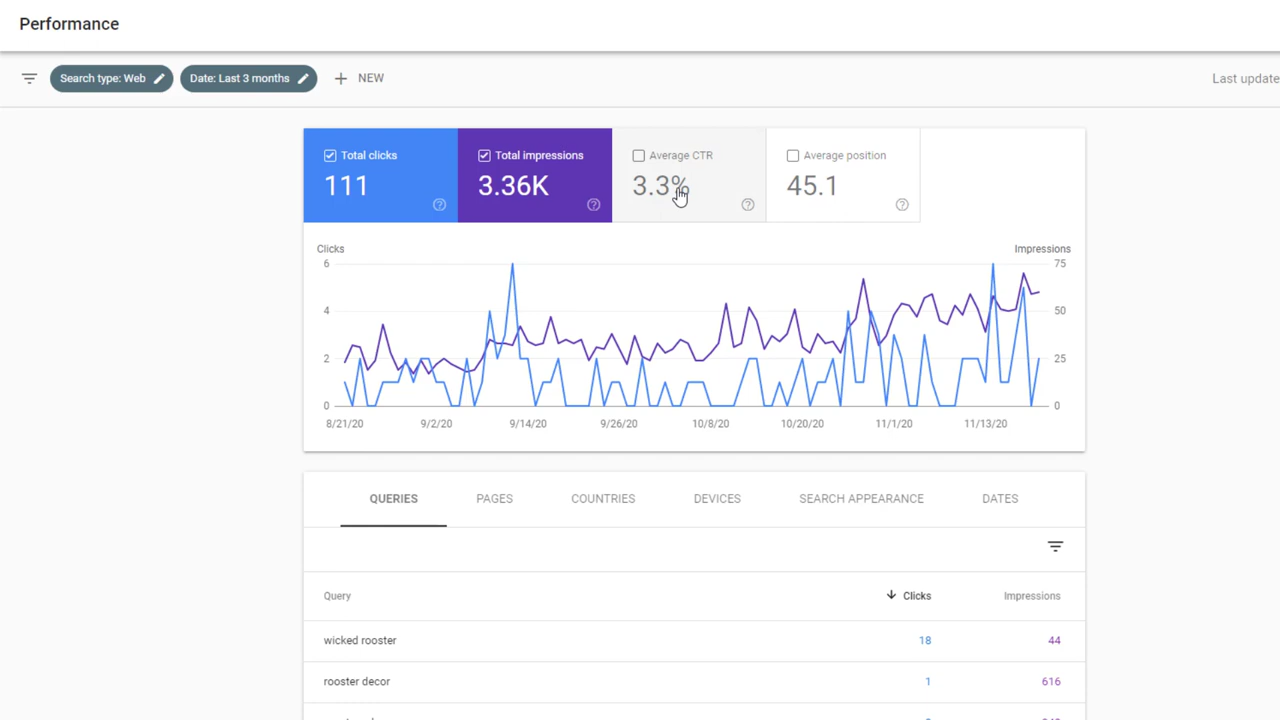 Performance
Search type: Web Date: Last 3 months NEW Last update
Total clicks Total impressions Average CTR Average position
111 3.36K 3.3% 45.1
Clicks Impressions
6 75
4 50
2 25
0 0
8/21/20 9/2/20 9/14/20 9/26/20 10/8/20 10/20/20 11/1/20 11/13/20
QUERIES PAGES COUNTRIES DEVICES SEARCH APPEARANCE DATES
Query Clicks Impressions
wicked rooster 18 44
rooster decor 1 616